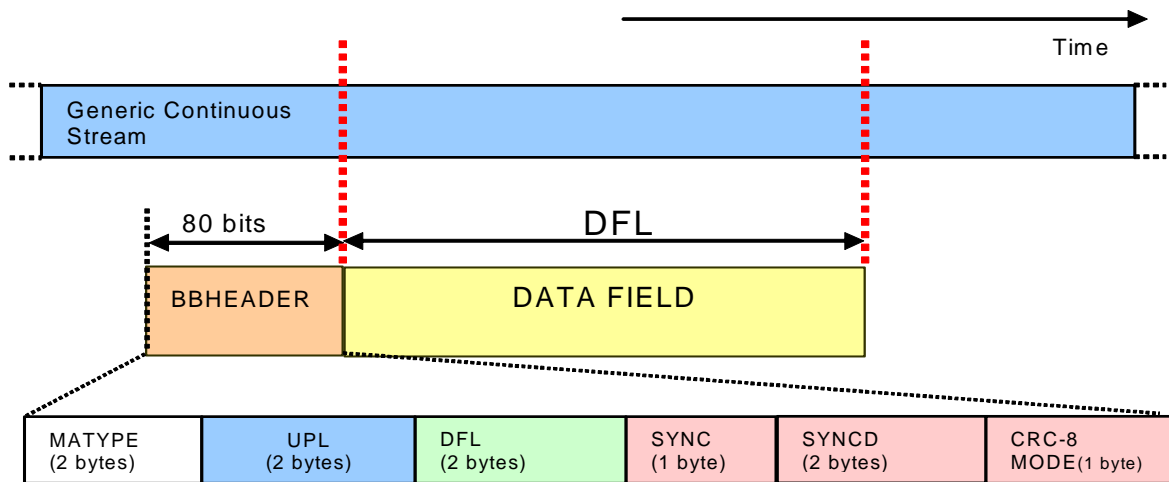 Time
Generic Continuous
Stream
80 bits
DFL
BBHEADER
DATA FIELD
MATYPE
(2 bytes)
UPL
(2 bytes)
DFL
(2 bytes)
SYNC
(1 byte)
SYNCD
(2 bytes)
CRC-8
MODE(1 byte)